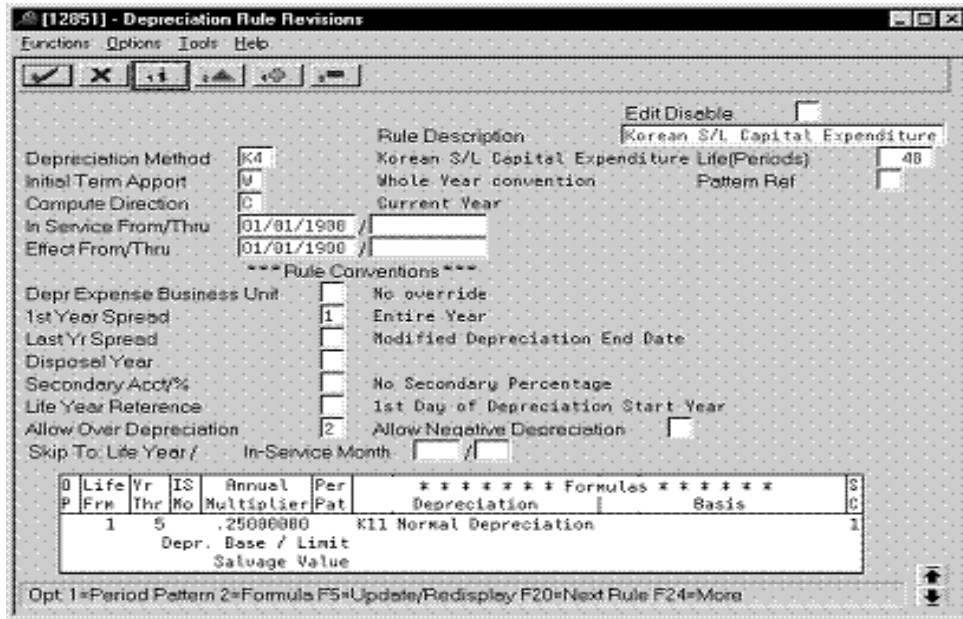 [12851] - Depreciation Rule Revisions
Functions Options Tools Help
Edit Disable
Rule Description Korean S/L Capital Expenditure
Depreciation Method K4 Korean S/L Capital Expenditure Life(Periods) 48
Initial Term Apport W Whole Year convention Pattern Ref
Compute Direction C Current Year
In Service From/Thru 01/01/1900 /
Effect From/Thru 01/01/1900 /
*** Rule Conventions ***
Depr Expense Business Unit No override
1st Year Spread 1 Entire Year
Last Yr Spread Modified Depreciation End Date
Disposal Year
Secondary Acct/% No Secondary Percentage
Life Year Reference 1st Day of Depreciation Start Year
Allow Over Depreciation 2 Allow Negative Depreciation
Skip To: Life Year / In-Service Month /
O Life Yr IS Annual Per * * * * * * * Formulas * * * * * * S
P Frm Thr Mo Multiplier Pat Depreciation | Basis C
1 5 .25000000 K11 Normal Depreciation 1
Depr. Base / Limit
Salvage Value
Opt: 1=Period Pattern 2=Formula F5=Update/Redisplay F20=Next Rule F24=More